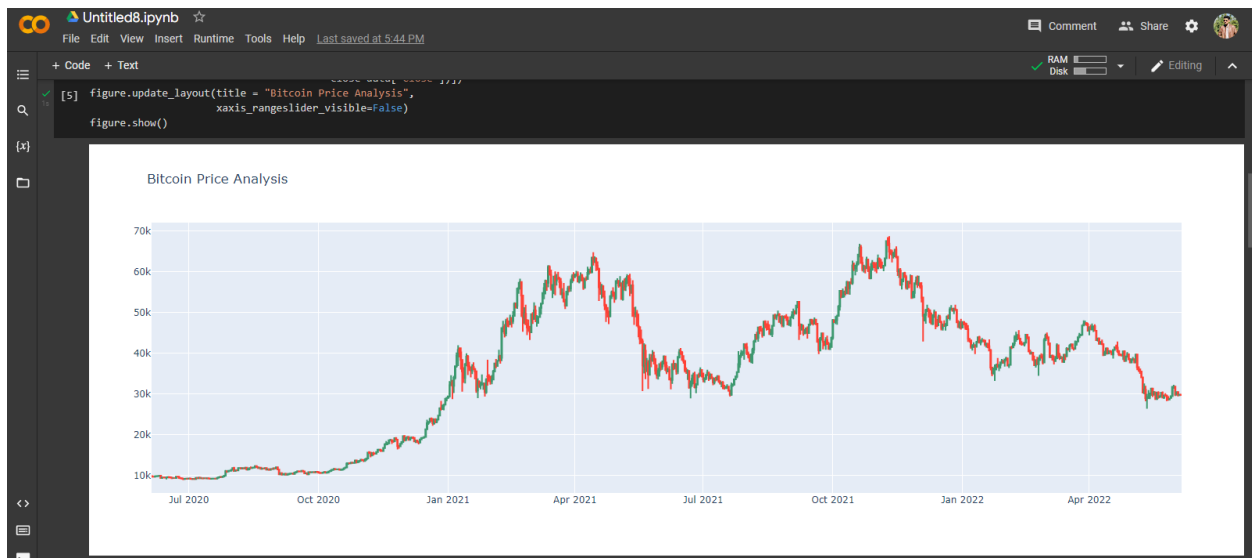 Untitled8.ipynb
File Edit View Insert Runtime Tools Help Last saved at 5:44 PM
Comment Share
+ Code + Text
RAM
Disk
Editing
[5] figure.update_layout(title = "Bitcoin Price Analysis",
1s
xaxis_rangeslider_visible=False)
figure.show()
{x}
Bitcoin Price Analysis
70k
60k
50k
40k
30k
20k
10k
Jul 2020 Oct 2020 Jan 2021 Apr 2021 Jul 2021 Oct 2021 Jan 2022 Apr 2022